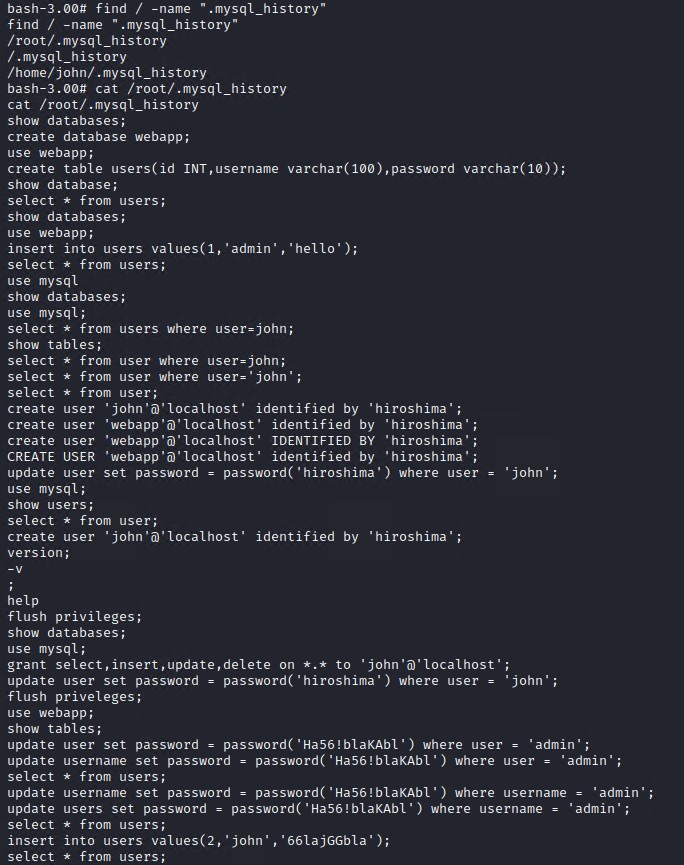 bash-3.00# find / -name ".mysql_history"
find / -name ".mysql_history"
/root/.mysql_history
/.mysql_history
/home/john/.mysql_history
bash-3.00# cat /root/.mysql_history
cat /root/.mysql_history
show databases;
create database webapp;
use webapp;
create table users(id INT,username varchar(100),password varchar(10));
show database;
select * from users;
show databases;
use webapp;
insert into users values(1,'admin','hello');
select * from users;
use mysql
show databases;
use mysql;
select * from users where user=john;
show tables;
select * from user where user=john;
select * from user where user='john';
select * from user;
create user 'john'@'localhost' identified by 'hiroshima';
create user 'webapp'@'localhost' identified by 'hiroshima';
create user 'webapp'@'localhost' IDENTIFIED BY 'hiroshima';
CREATE USER 'webapp'@'localhost' identified by 'hiroshima';
update user set password = password('hiroshima') where user = 'john';
use mysql;
show users;
select * from user;
create user 'john'@'localhost' identified by 'hiroshima';
version;
-v
;
help
flush privileges;
show databases;
use mysql;
grant select,insert,update,delete on *.* to 'john'@'localhost';
update user set password = password('hiroshima') where user = 'john';
flush priveleges;
use webapp;
show tables;
update user set password = password('Ha56!blaKAbl') where user = 'admin';
update username set password = password('Ha56!blaKAbl') where user = 'admin';
select * from users;
update username set password = password('Ha56!blaKAbl') where username = 'admin';
update users set password = password('Ha56!blaKAbl') where username = 'admin';
select * from users;
insert into users values(2,'john','66lajGGbla');
select * from users;